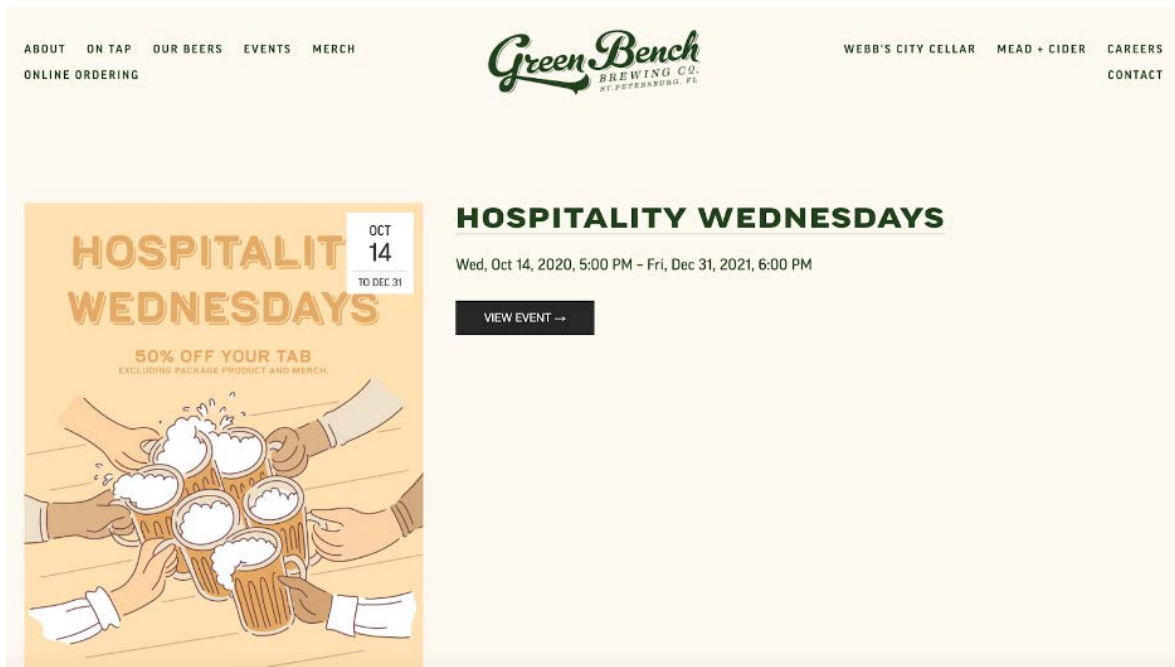 ABOUT ON TAP OUR BEERS EVENTS MERCH
ONLINE ORDERING
Green Bench
BREWING CO.
ST. PETERSBURG, FL
WEBB'S CITY CELLAR MEAD + CIDER CAREERS
CONTACT
HOSPITALIT
WEDNESDAYS
50% OFF YOUR TAB
EXCLUDING PACKAGE PRODUCT AND MERCH.
OCT
14
TO DEC 31
HOSPITALITY WEDNESDAYS
Wed, Oct 14, 2020, 5:00 PM – Fri, Dec 31, 2021, 6:00 PM
VIEW EVENT →